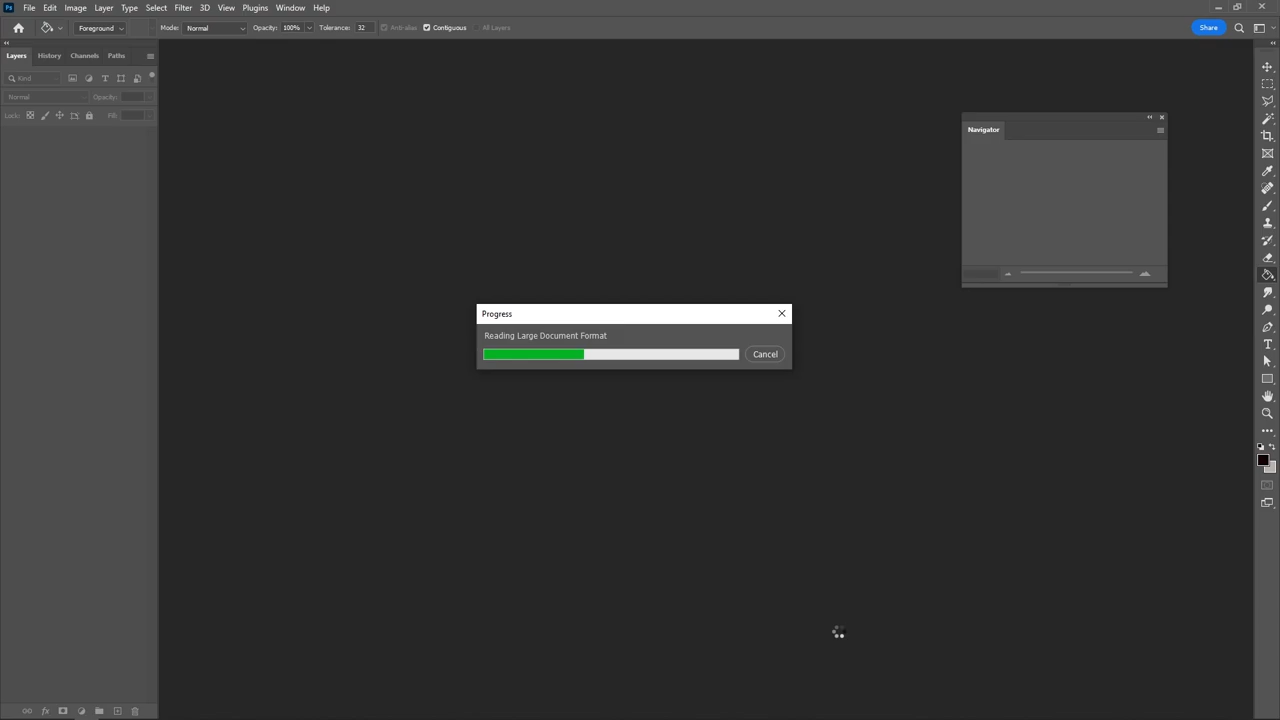 Ps File Edit Image Layer Type Select Filter 3D View Plugins Window Help
Foreground Mode: Normal Opacity: 100% Tolerance: 32 Anti-alias Contiguous All Layers Share
Layers History Channels Paths
Kind
Normal Opacity:
Lock: Fill:
Navigator
Progress
Reading Large Document Format
Cancel
fx